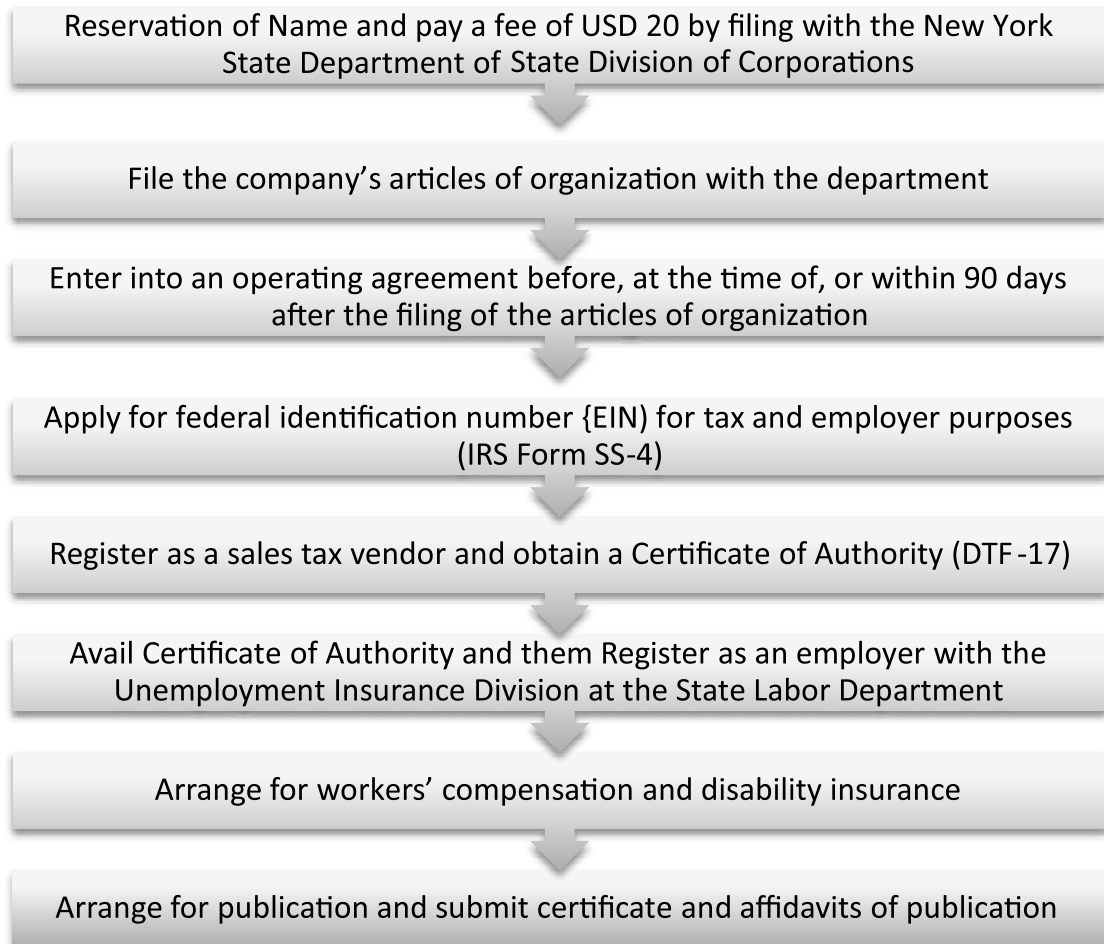 Reservation of Name and pay a fee of USD 20 by filing with the New York
State Department of State Division of Corporations
File the company’s articles of organization with the department
Enter into an operating agreement before, at the time of, or within 90 days
after the filing of the articles of organization
Apply for federal identification number {EIN) for tax and employer purposes
(IRS Form SS-4)
Register as a sales tax vendor and obtain a Certificate of Authority (DTF-17)
Avail Certificate of Authority and them Register as an employer with the
Unemployment Insurance Division at the State Labor Department
Arrange for workers’ compensation and disability insurance
Arrange for publication and submit certificate and affidavits of publication